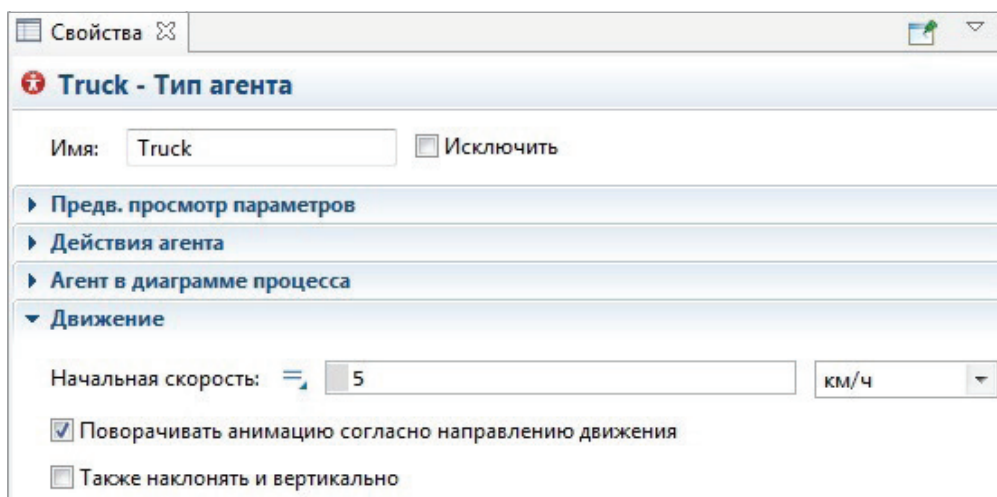 Свойства
Truck - Тип агента
Имя: Truck Исключить
Предв. просмотр параметров
Действия агента
Агент в диаграмме процесса
Движение
Начальная скорость: 5 км/ч
Поворачивать анимацию согласно направлению движения
Также наклонять и вертикально